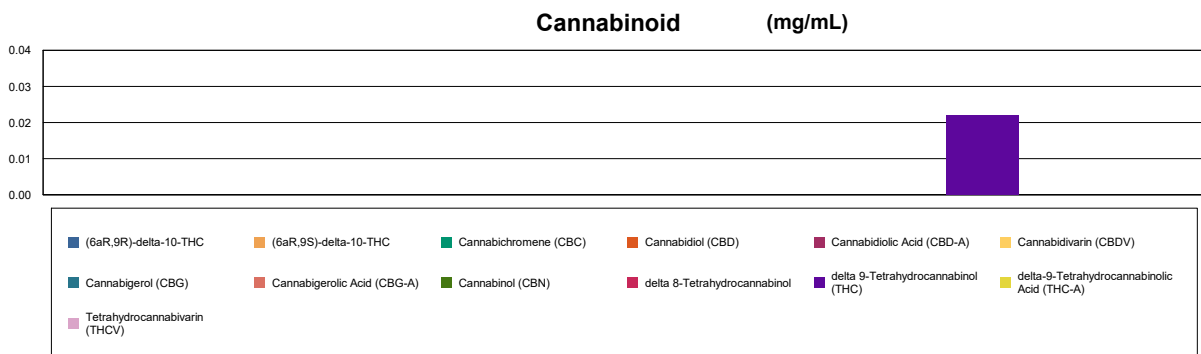 Cannabinoid (mg/mL)
0.04
0.03
0.02
0.01
0.00
(6aR,9R)-delta-10-THC
(6aR,9S)-delta-10-THC
Cannabichromene (CBC)
Cannabidiol (CBD)
Cannabidiolic Acid (CBD-A)
Cannabidivarin (CBDV)
Cannabigerol (CBG)
Cannabigerolic Acid (CBG-A)
Cannabinol (CBN)
delta 8-Tetrahydrocannabinol
delta 9-Tetrahydrocannabinol
(THC)
delta-9-Tetrahydrocannabinolic
Acid (THC-A)
Tetrahydrocannabivarin
(THCV)